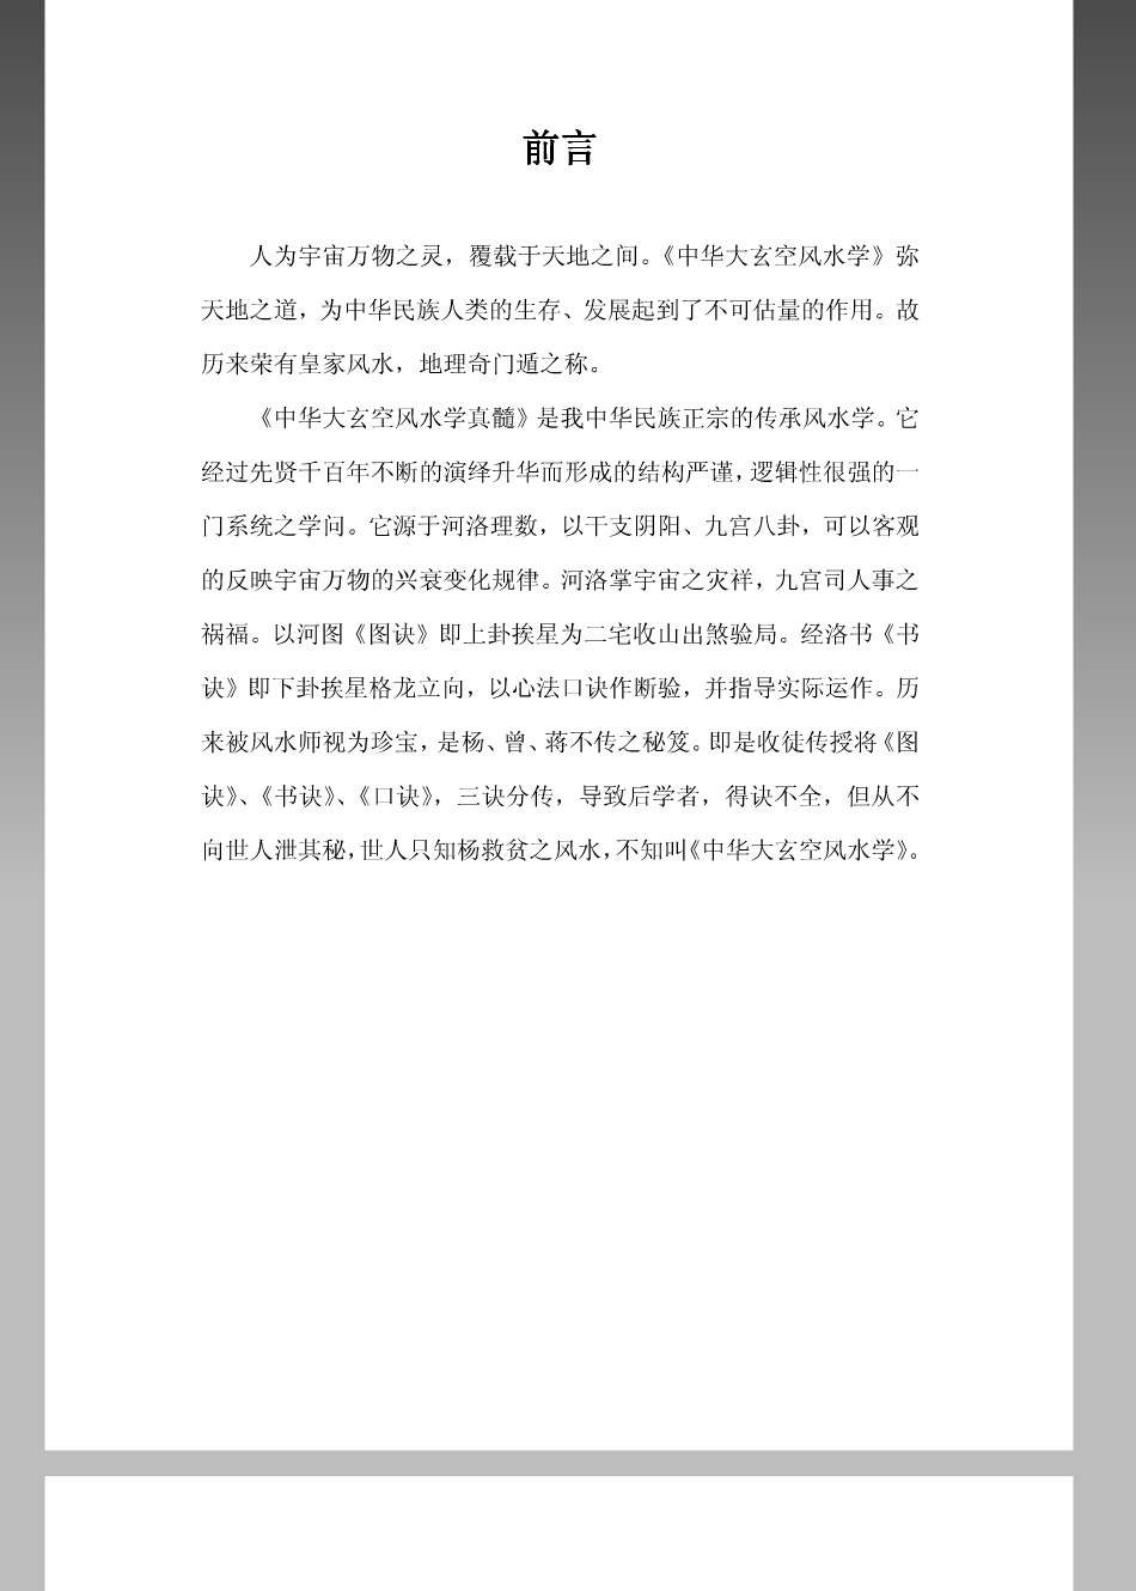 前言
人为宇宙万物之灵，覆载于天地之间。《中华大玄空风水学》弥
天地之道，为中华民族人类的生存、发展起到了不可估量的作用。故
历来荣有皇家风水，地理奇门遁之称。
《中华大玄空风水学真髓》是我中华民族正宗的传承风水学。它
经过先贤千百年不断的演绎升华而形成的结构严谨，逻辑性很强的一
门系统之学问。它源于河洛理数，以干支阴阳、九宫八卦，可以客观
的反映宇宙万物的兴衰变化规律。河洛掌宇宙之灾祥，九宫司人事之
祸福。以河图《图诀》即上卦挨星为二宅收山出煞验局。经洛书《书
诀》即下卦挨星格龙立向，以心法口诀作断验，并指导实际运作。历
来被风水师视为珍宝，是杨、曾、蒋不传之秘笈。即是收徒传授将《图
诀》、《书诀》、《口诀》，三诀分传，导致后学者，得诀不全，但从不
向世人泄其秘，世人只知杨救贫之风水，不知叫《中华大玄空风水学》。